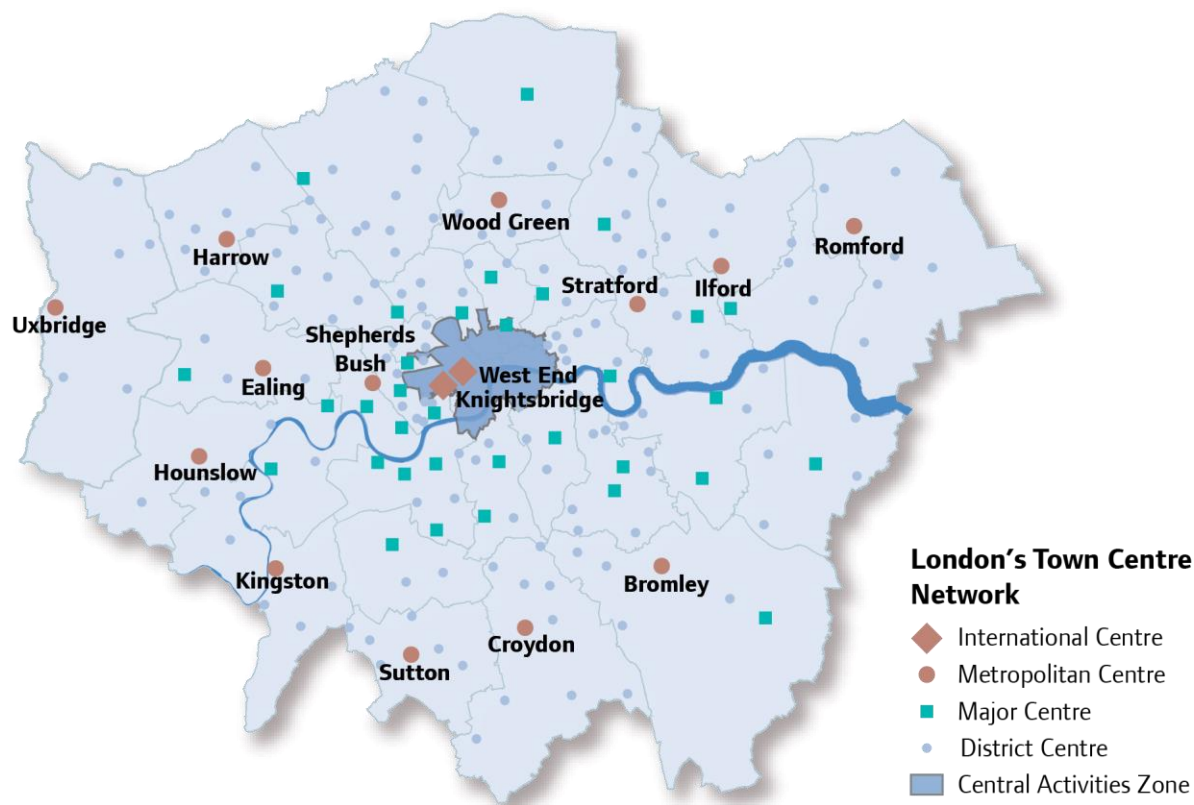 Wood Green
Harrow
Romford
Stratford
Ilford
Uxbridge
Shepherds
Bush
Ealing
West End
Knightsbridge
Hounslow
Kingston
Bromley
Croydon
Sutton
London's Town Centre
Network
International Centre
Metropolitan Centre
Major Centre
District Centre
Central Activities Zone